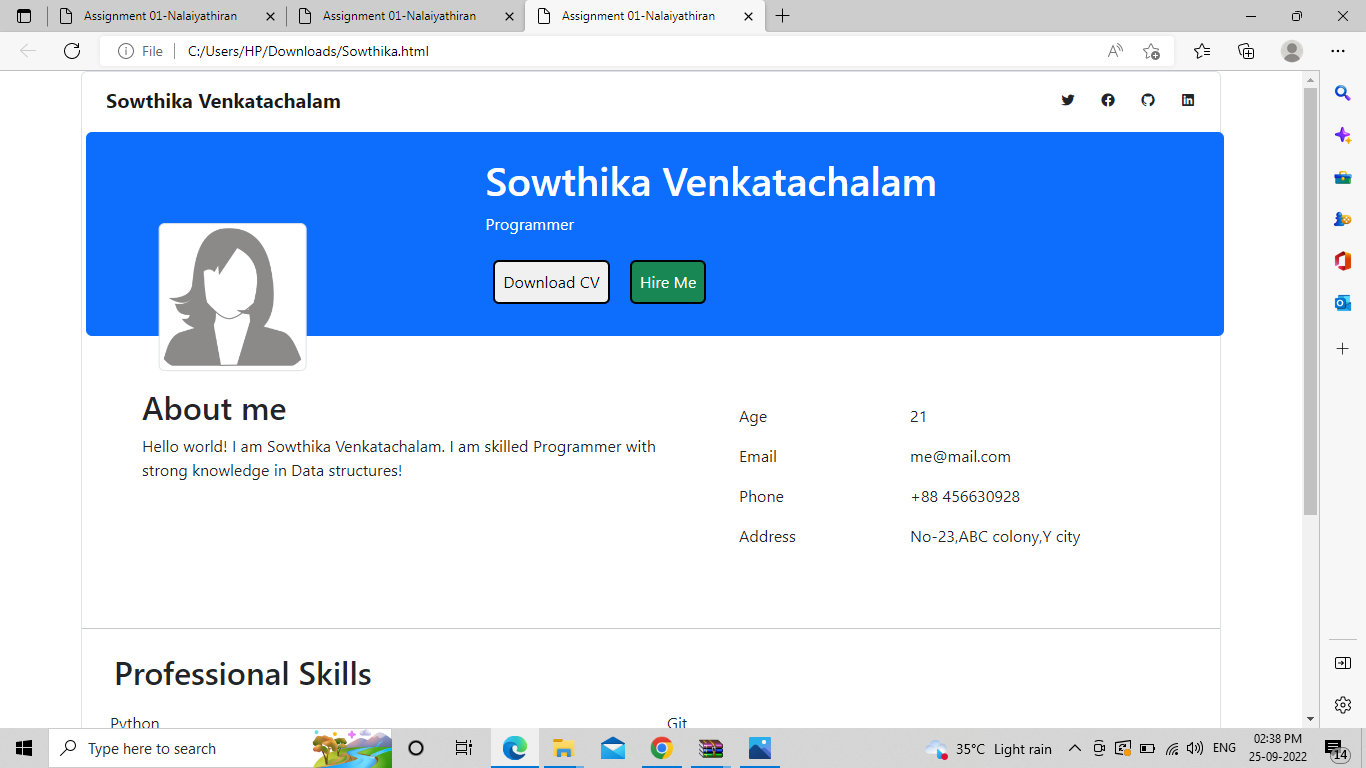 Assignment 01-Nalaiyathiran
Assignment 01-Nalaiyathiran
Assignment 01-Nalaiyathiran
File
C:/Users/HP/Downloads/Sowthika.html
Sowthika Venkatachalam
Sowthika Venkatachalam
Programmer
Download CV
Hire Me
About me
Hello world! I am Sowthika Venkatachalam. I am skilled Programmer with
strong knowledge in Data structures!
Age 21
Email me@mail.com
Phone +88 456630928
Address No-23,ABC colony,Y city
Professional Skills
Python Git
Type here to search
35°C Light rain
ENG
02:38 PM
25-09-2022
14